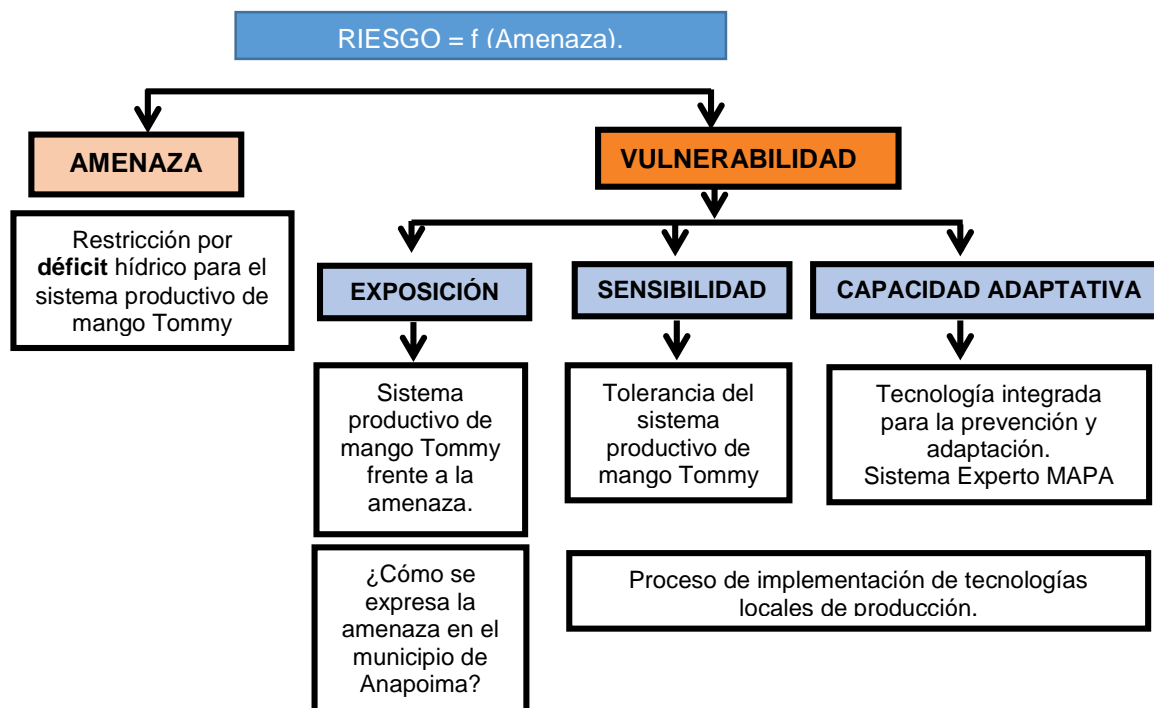 RIESGO = f (Amenaza).
AMENAZA
VULNERABILIDAD
Restricción por
déficit hídrico para el
sistema productivo de
mango Tommy
EXPOSICIÓN
SENSIBILIDAD
CAPACIDAD ADAPTATIVA
Sistema
productivo de
mango Tommy
frente a la
amenaza.
Tolerancia del
sistema
productivo de
mango Tommy
Tecnología integrada
para la prevención y
adaptación.
Sistema Experto MAPA
¿Cómo se
expresa la
amenaza en el
municipio de
Anapoima?
Proceso de implementación de tecnologías
locales de producción.